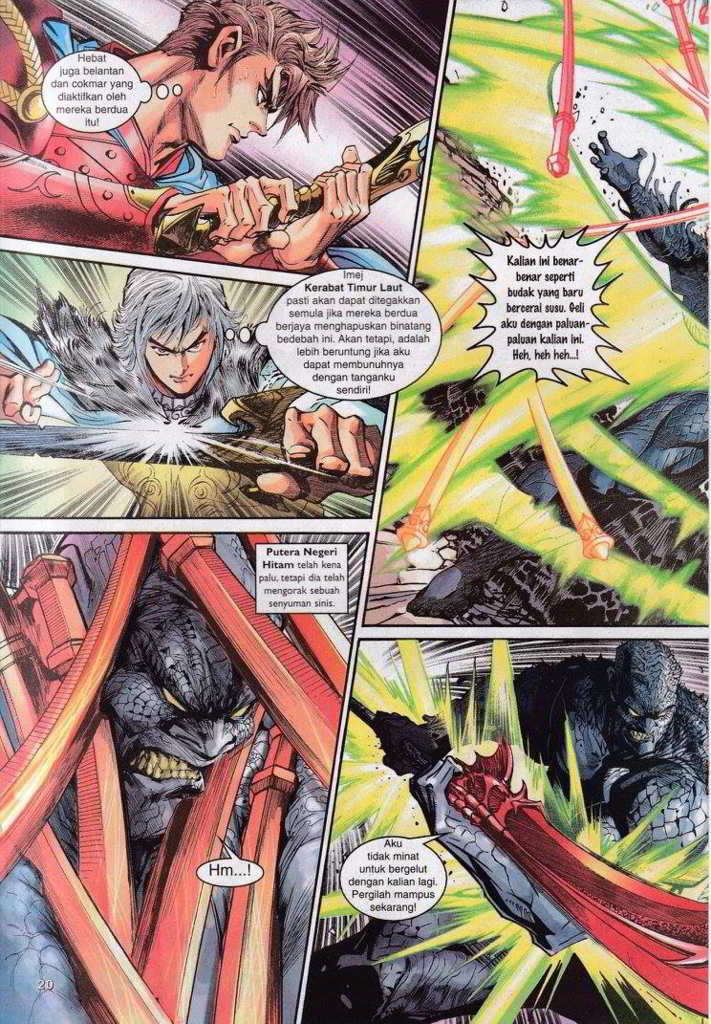 Hebat
juga belantan
dan cokmar yang
diaktifkan oleh
mereka berdua
itu!
Imej
Kerabat Timur Laut
pasti akan dapat ditegakkan
semula jika mereka berdua
berjaya menghapuskan binatang
bedebah ini. Akan tetapi, adalah
lebih beruntung jika aku
dapat membunuhnya
dengan tanganku
sendiri!
Kalian ini benar-
benar seperti
budak yang baru
bercerai susu. Geli
aku dengan paluan-
paluan kalian ini.
Heh, heh heh...!
Putera Negeri
Hitam telah kena
palu, tetapi dia telah
mengorak sebuah
senyuman sinis.
Hm...!
Aku
tidak minat
untuk bergelut
dengan kalian lagi.
Pergilah mampus
sekarang!
20